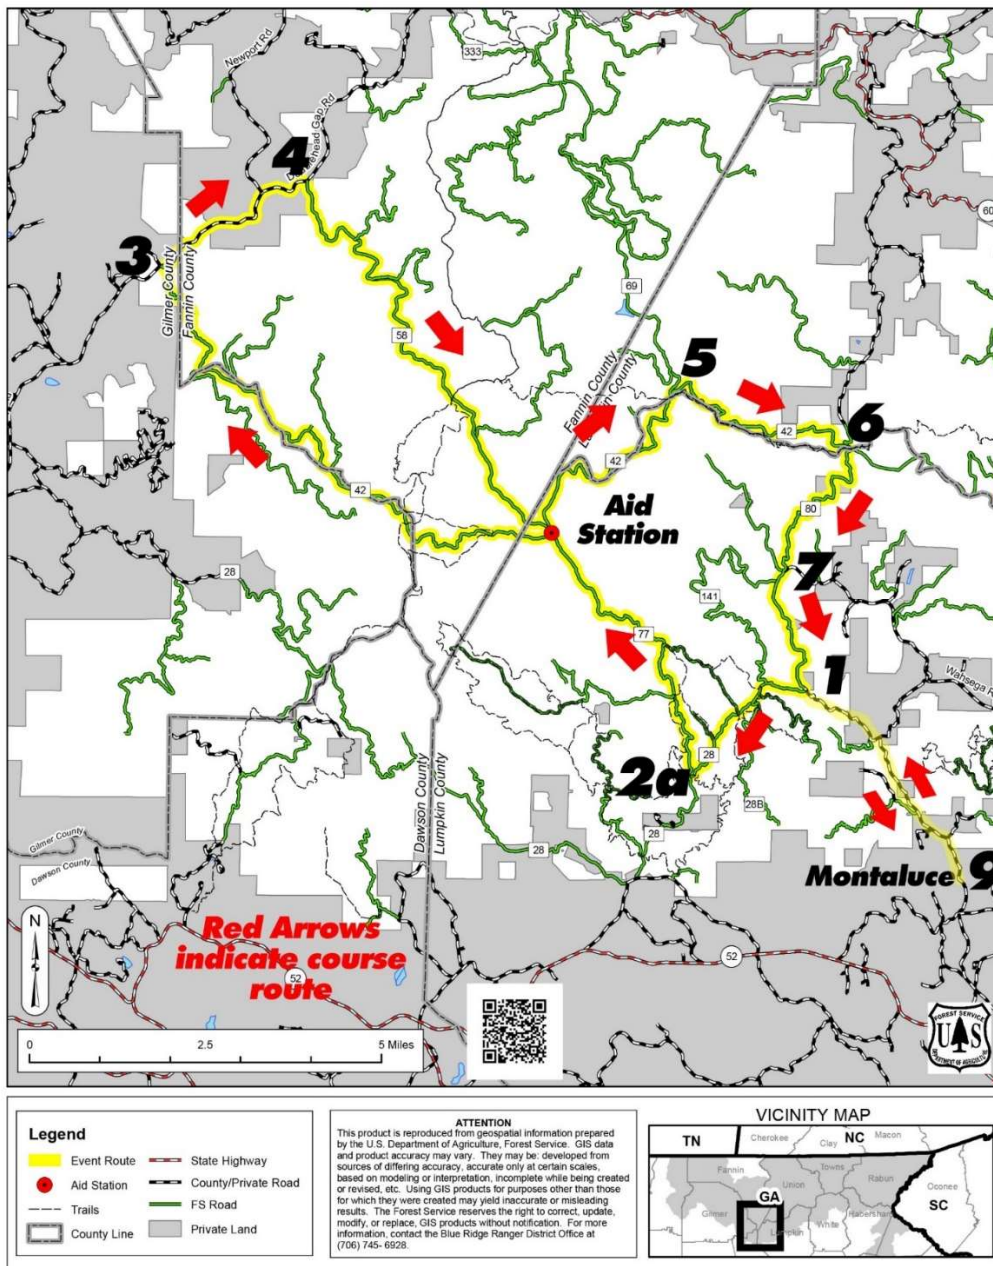 Newport Rd
333
Gap Rd
4
60
3
Gilmer County
Fannin County
69
58
5
Fannin County
42
6
42
42
Aid
Station
80
28
7
141
77
1
Wahsega R
28
2a
28B
Dawson County
Lumpkin County
28
28
Gilmer County
Dawson County
Montaluce 9
N
Red Arrows
indicate course
route
52
52
0 2.5 5 Miles
FOREST SERVICE
U S
DEPARTMENT OF AGRICULTURE
Legend
Event Route
Aid Station
Trails
County Line
State Highway
County/Private Road
FS Road
Private Land
ATTENTION
This product is reproduced from geospatial information prepared
by the U.S. Department of Agriculture, Forest Service. GIS data
and product accuracy may vary. They may be: developed from
sources of differing accuracy, accurate only at certain scales,
based on modeling or interpretation, incomplete while being created
or revised, etc. Using GIS products for purposes other than those
for which they were created may yield inaccurate or misleading
results. The Forest Service reserves the right to correct, update,
modify, or replace, GIS products without notification. For more
information, contact the Blue Ridge Ranger District Office at
(706) 745- 6928.
VICINITY MAP
TN
Cherokee
Clay
NC
Macon
Fannin
Towns
Union
Rabun
Oconee
GA
SC
Gilmer
White
Habersham
Lumpkin